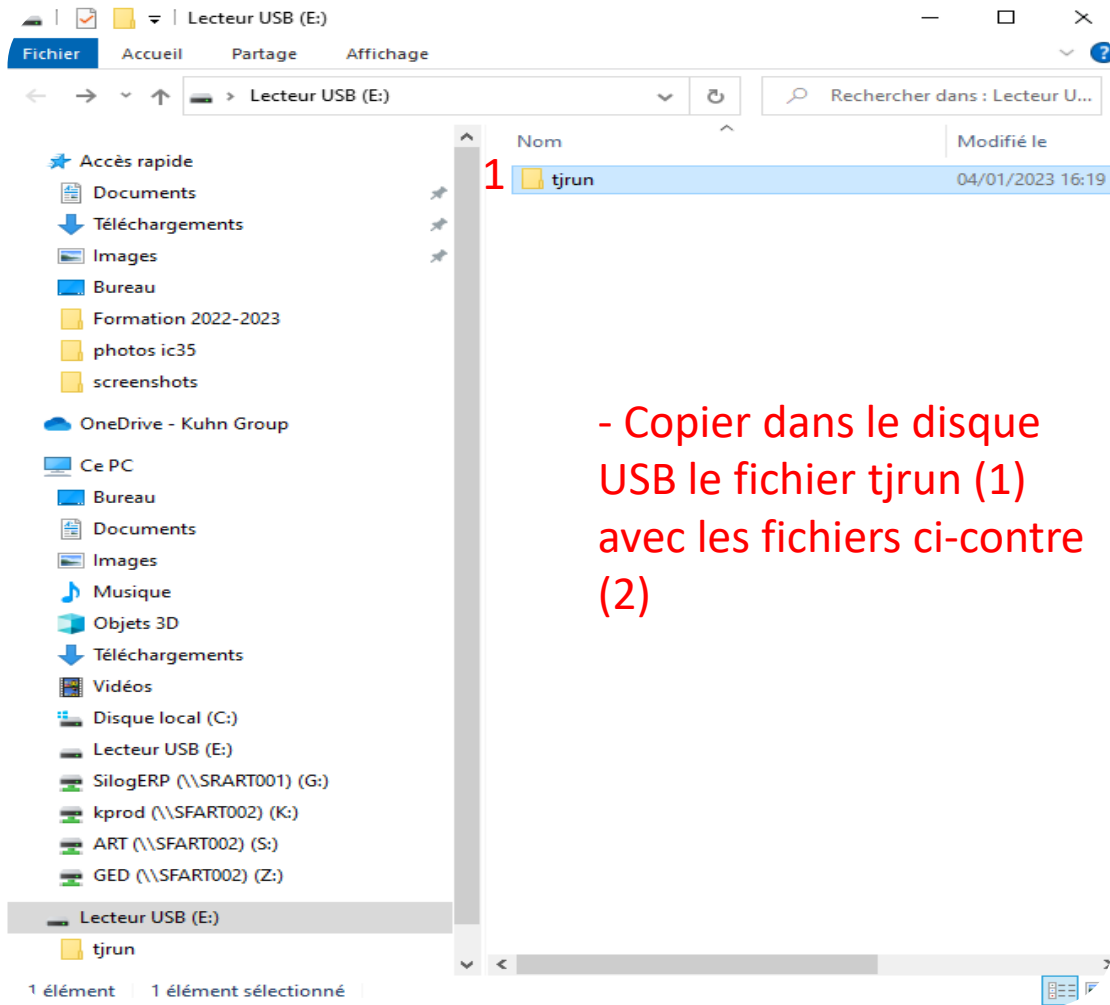 Lecteur USB (E:)
Fichier Accueil Partage Affichage
Lecteur USB (E:) Rechercher dans : Lecteur U...
Nom Modifié le
1 tjrun 04/01/2023 16:19
Accès rapide
Documents
Téléchargements
Images
Bureau
Formation 2022-2023
photos ic35
screenshots
OneDrive - Kuhn Group
Ce PC
Bureau
Documents
Images
Musique
Objets 3D
Téléchargements
Vidéos
Disque local (C:)
Lecteur USB (E:)
SilogERP (\\SRART001) (G:)
kprod (\\SFART002) (K:)
ART (\\SFART002) (S:)
GED (\\SFART002) (Z:)
Lecteur USB (E:)
tjrun
- Copier dans le disque
USB le fichier tjrun (1)
avec les fichiers ci-contre
(2)
1 élément 1 élément sélectionné